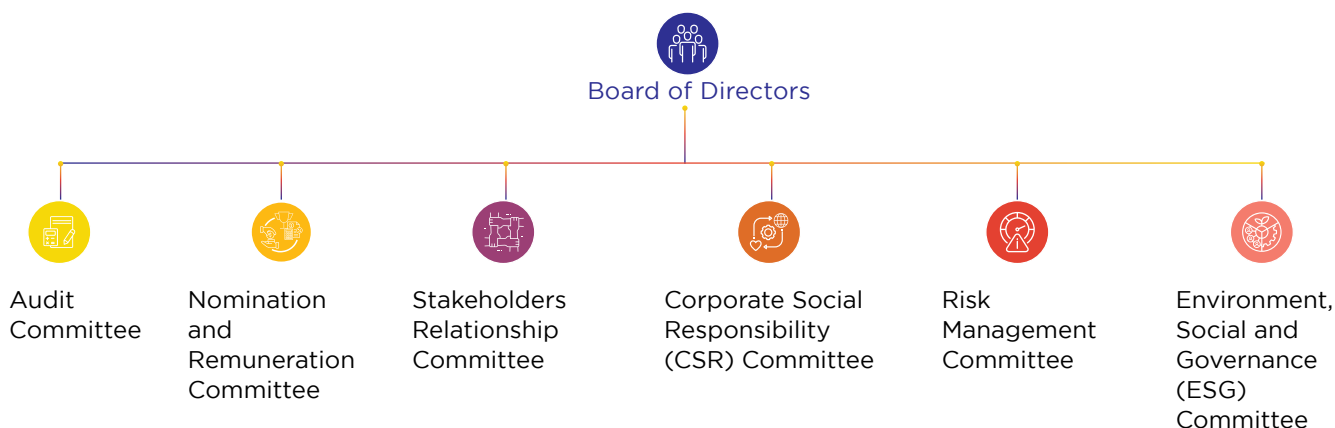 Board of Directors
Audit
Committee
Nomination
and
Remuneration
Committee
Stakeholders
Relationship
Committee
Corporate Social
Responsibility
(CSR) Committee
Risk
Management
Committee
Environment,
Social and
Governance
(ESG)
Committee